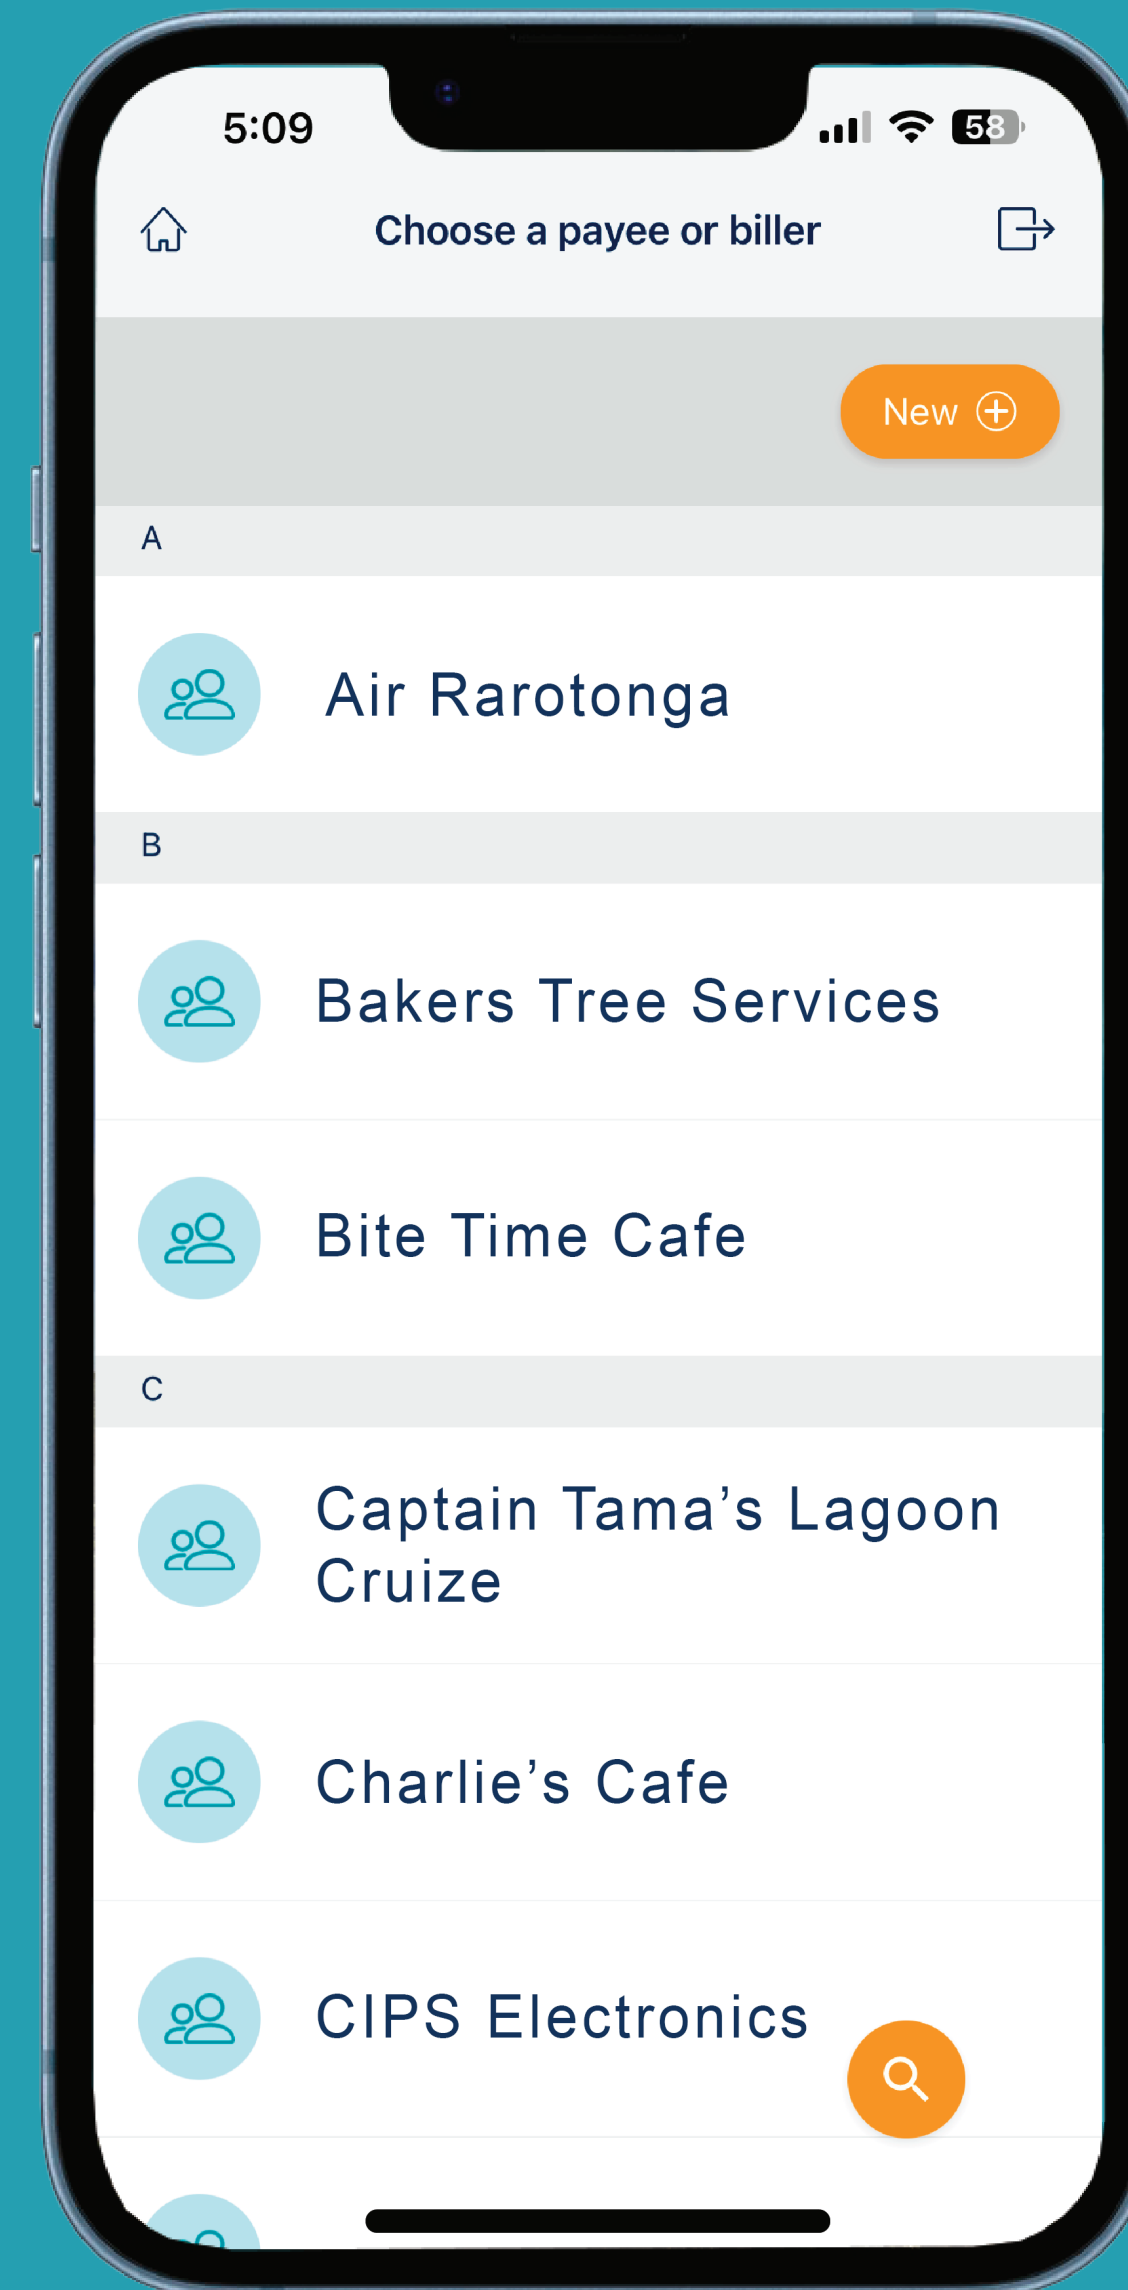 5:09
58
Choose a payee or biller
New
A
Air Rarotonga
B
Bakers Tree Services
Bite Time Cafe
C
Captain Tama’s Lagoon
Cruize
Charlie’s Cafe
CIPS Electronics